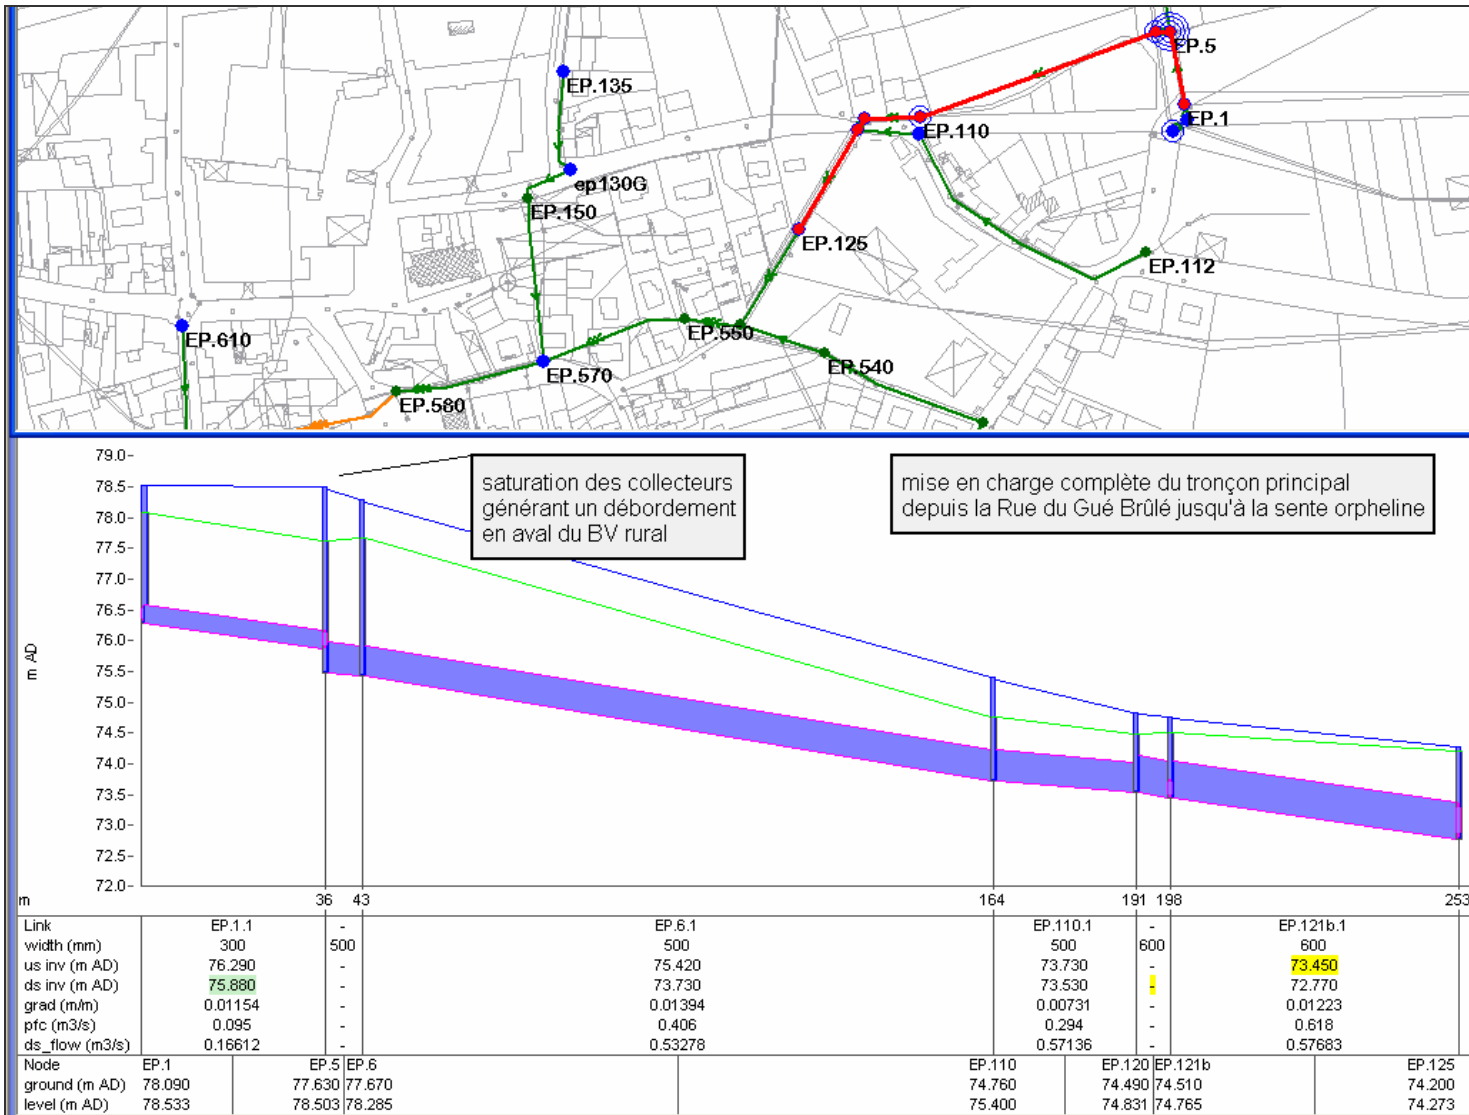 EP.5
EP.135
EP.1
EP.110
ep130G
EP.150
EP.125
EP.112
EP.610
EP.550
EP.540
EP.570
EP.580
79.0
78.5
78.0
77.5
77.0
76.5
76.0
75.5
75.0
74.5
74.0
73.5
73.0
72.5
72.0
m AD
saturation des collecteurs
générant un débordement
en aval du BV rural
mise en charge complète du tronçon principal
depuis la Rue du Gué Brûlé jusqu'à la sente orpheline
m 36 43 164 191 198 253
Link EP.1.1 - EP.6.1 EP.110.1 - EP.121b.1
width (mm) 300 500 500 500 600 600
us inv (m AD) 76.290 - 75.420 73.730 - 73.450
ds inv (m AD) 75.880 - 73.730 73.530 - 72.770
grad (m/m) 0.01154 - 0.01394 0.00731 - 0.01223
pfc (m3/s) 0.095 - 0.406 0.294 - 0.618
ds_flow (m3/s) 0.16612 - 0.53278 0.57136 - 0.57683
Node EP.1 EP.5 EP.6 EP.110 EP.120 EP.121b EP.125
ground (m AD) 78.090 77.630 77.670 74.760 74.490 74.510 74.200
level (m AD) 78.533 78.503 78.285 75.400 74.831 74.765 74.273